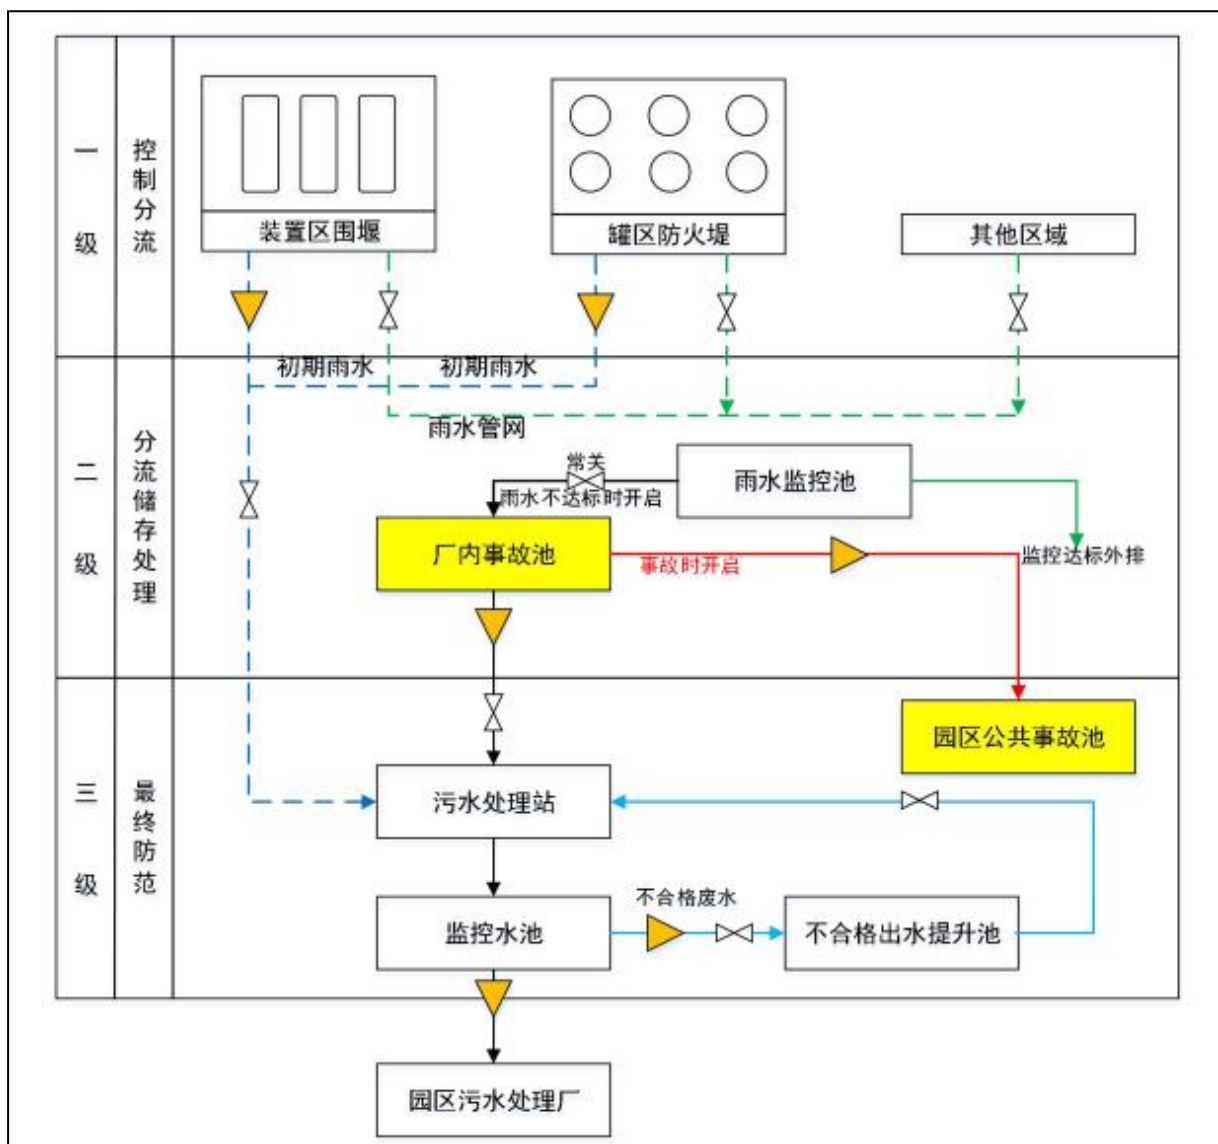 一级
控制分流
装置区围堰
罐区防火堤
其他区域
初期雨水
初期雨水
雨水管网
二级
分流储存处理
常关
雨水不达标时开启
雨水监控池
厂内事故池
事故时开启
监控达标外排
三级
最终防范
园区公共事故池
污水处理站
不合格废水
监控水池
不合格出水提升池
园区污水处理厂